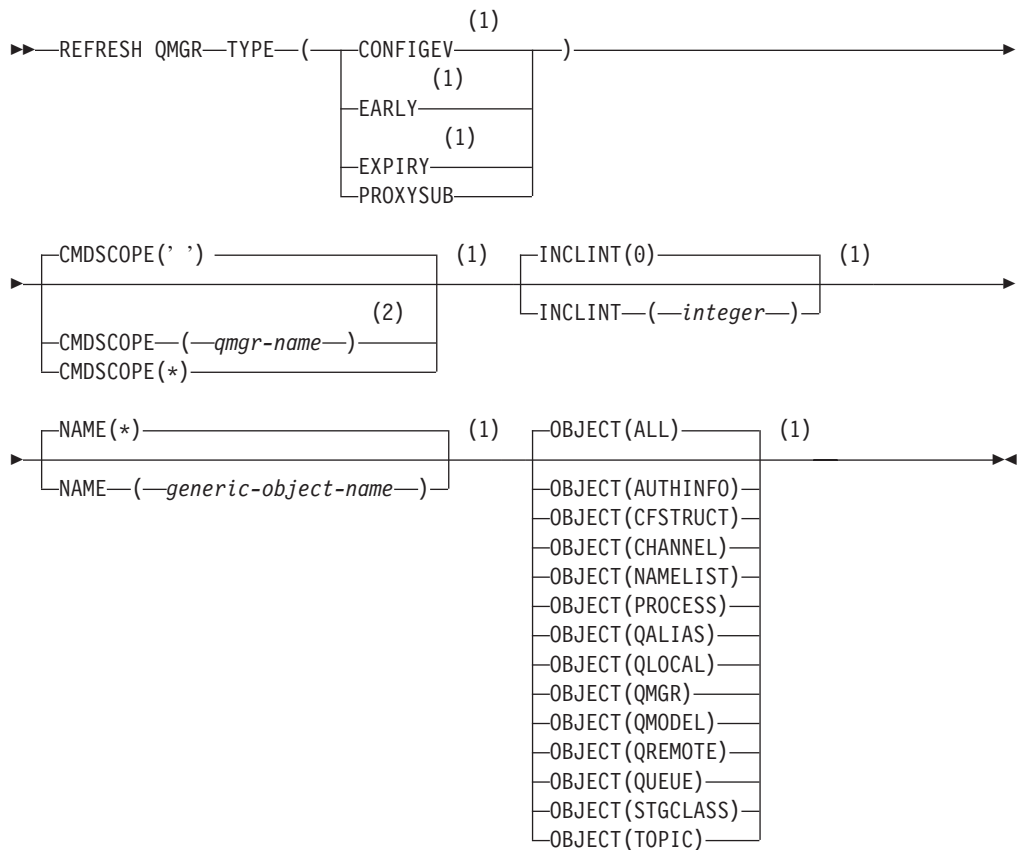 (1)
REFRESH QMGR TYPE ( CONFIGEV )
(1)
EARLY
(1)
EXPIRY
PROXYSUB
CMDSCOPE(' ') (1) INCLINT(0) (1)
(2) INCLINT ( integer )
CMDSCOPE ( qmgr-name )
CMDSCOPE(*)
NAME(*) (1) OBJECT(ALL) (1)
NAME ( generic-object-name ) OBJECT(AUTHINFO)
OBJECT(CFSTRUCT)
OBJECT(CHANNEL)
OBJECT(NAMELIST)
OBJECT(PROCESS)
OBJECT(QALIAS)
OBJECT(QLOCAL)
OBJECT(QMGR)
OBJECT(QMODEL)
OBJECT(QREMOTE)
OBJECT(QUEUE)
OBJECT(STGCLASS)
OBJECT(TOPIC)